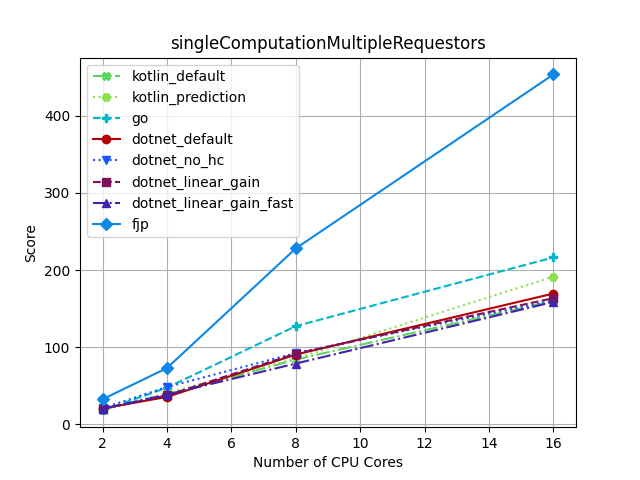 singleComputationMultipleRequestors
kotlin_default
kotlin_prediction
go
dotnet_default
dotnet_no_hc
dotnet_linear_gain
dotnet_linear_gain_fast
fjp
Score
400
300
200
100
0
2 4 6 8 10 12 14 16
Number of CPU Cores